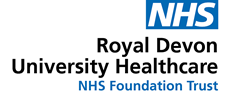 NHS
Royal Devon
University Healthcare
NHS Foundation Trust